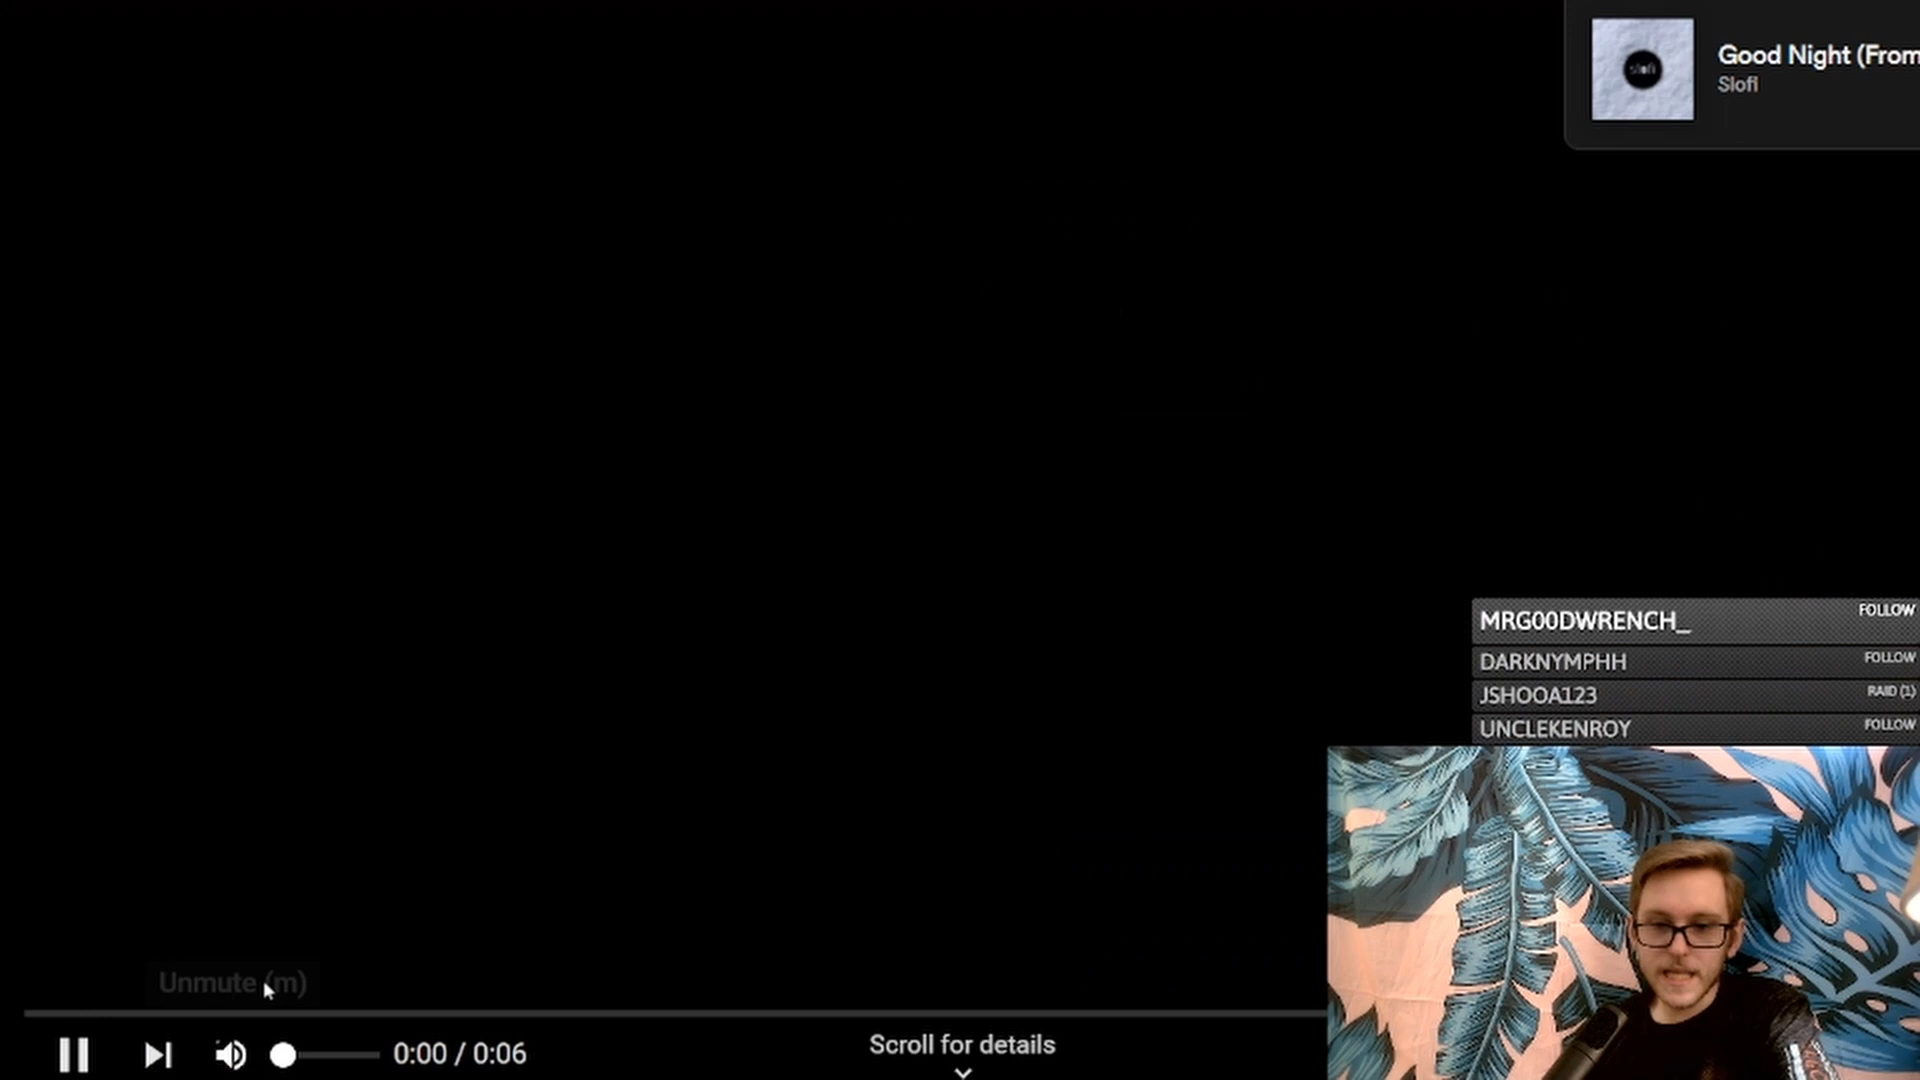 Good Night (From
Slofi
slofi
MRG00DWRENCH_ FOLLOW
DARKNYMPHH FOLLOW
JSHOOA123 RAID (1)
UNCLEKENROY FOLLOW
Unmute (m)
0:00 / 0:06
Scroll for details